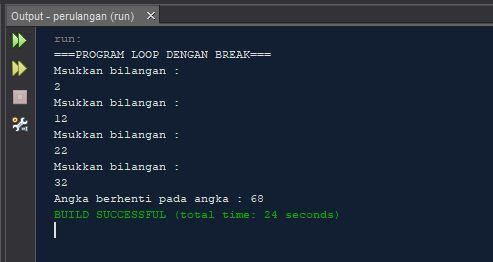 Output - perulangan (run) ×
run:
===PROGRAM LOOP DENGAN BREAK===
Msukkan bilangan :
2
Msukkan bilangan :
12
Msukkan bilangan :
22
Msukkan bilangan :
32
Angka berhenti pada angka : 68
BUILD SUCCESSFUL (total time: 24 seconds)